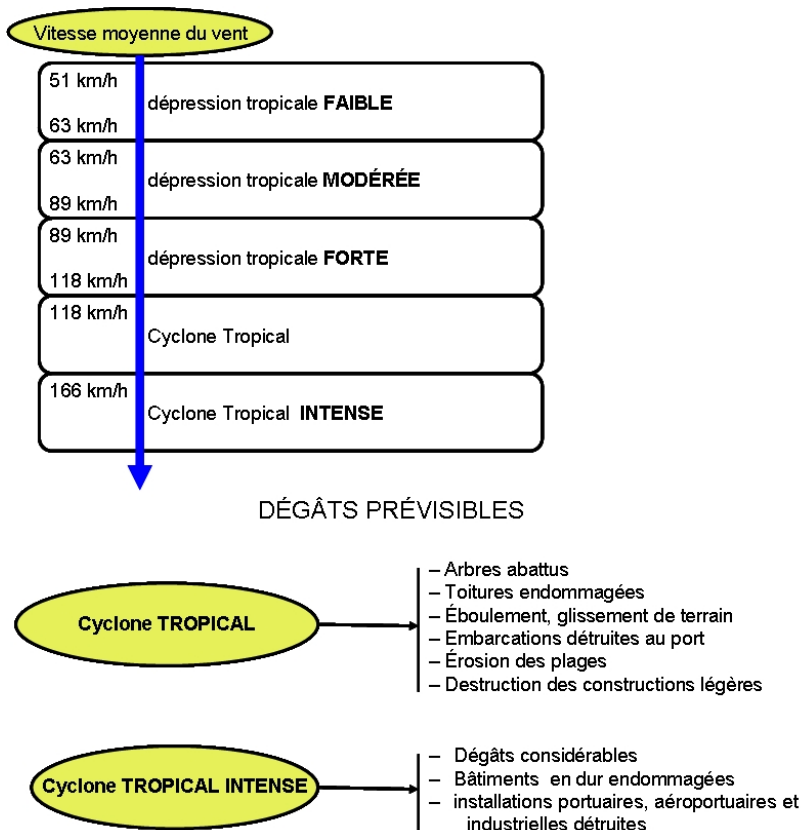 Vitesse moyenne du vent
51 km/h
dépression tropicale FAIBLE
63 km/h
63 km/h
dépression tropicale MODÉRÉE
89 km/h
89 km/h
dépression tropicale FORTE
118 km/h
118 km/h
Cyclone Tropical
166 km/h
Cyclone Tropical INTENSE
DÉGÂTS PRÉVISIBLES
Cyclone TROPICAL
– Arbres abattus
– Toitures endommagées
– Éboulement, glissement de terrain
– Embarcations détruites au port
– Érosion des plages
– Destruction des constructions légères
Cyclone TROPICAL INTENSE
– Dégâts considérables
– Bâtiments en dur endommagées
– installations portuaires, aéroportuaires et
industrielles détruites